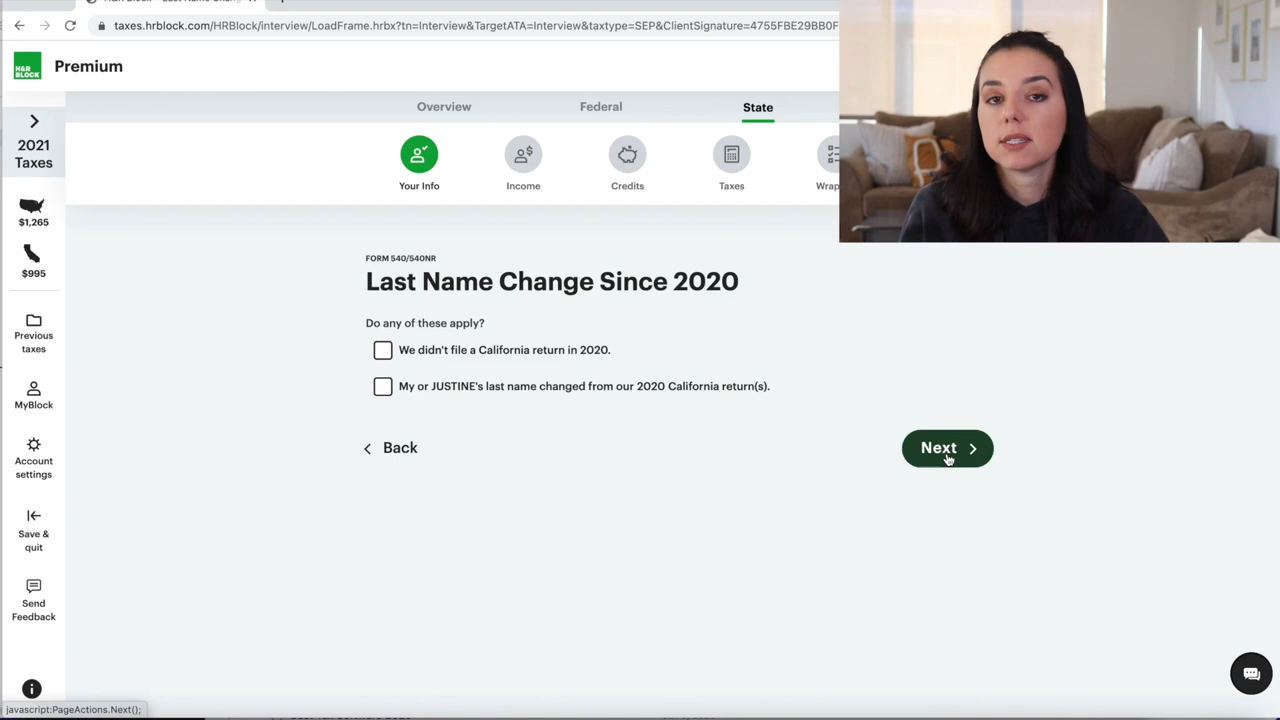 taxes.hrblock.com/HRBlock/interview/LoadFrame.hrbx?tn=Interview&TargetATA=Interview&taxtype=SEP&ClientSignature=4755FBE29BB0F
H&R
BLOCK
Premium
Overview
Federal
State
2021
Taxes
Your Info
Income
Credits
Taxes
Wrap
$1,265
$995
FORM 540/540NR
Last Name Change Since 2020
Do any of these apply?
We didn't file a California return in 2020.
My or JUSTINE's last name changed from our 2020 California return(s).
Back
Next
Previous
taxes
MyBlock
Account
settings
Save &
quit
Send
Feedback
javascript:PageActions.Next();